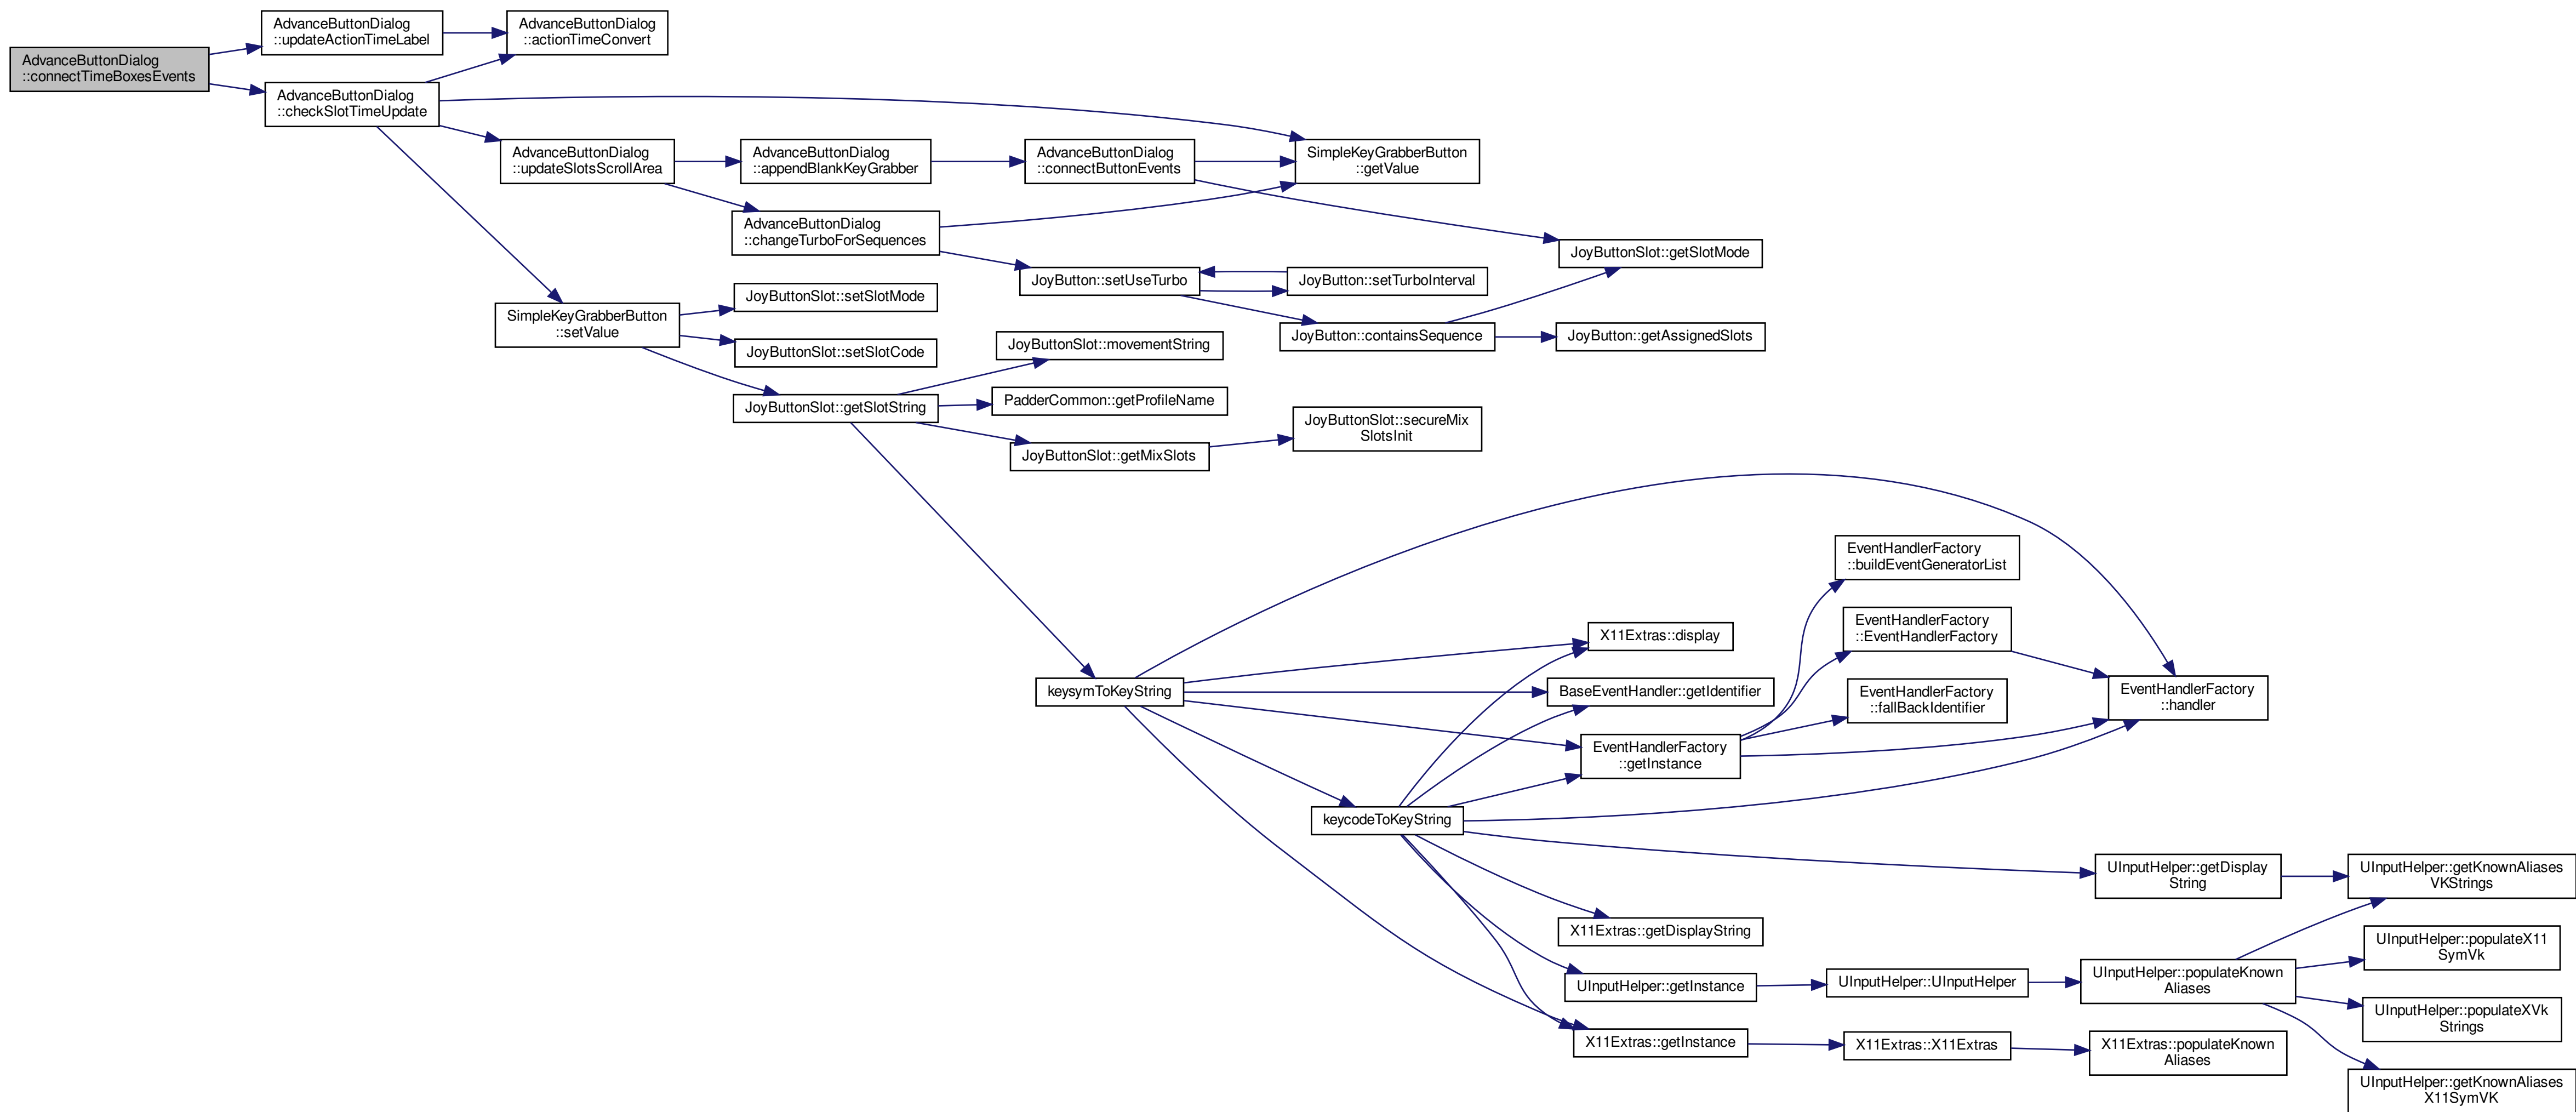 AdvanceButtonDialog
::connectTimeBoxesEvents
AdvanceButtonDialog
::updateActionTimeLabel
AdvanceButtonDialog
::actionTimeConvert
AdvanceButtonDialog
::checkSlotTimeUpdate
AdvanceButtonDialog
::updateSlotsScrollArea
AdvanceButtonDialog
::appendBlankKeyGrabber
AdvanceButtonDialog
::connectButtonEvents
SimpleKeyGrabberButton
::getValue
AdvanceButtonDialog
::changeTurboForSequences
JoyButtonSlot::getSlotMode
JoyButton::setUseTurbo
JoyButton::setTurboInterval
JoyButton::containsSequence
JoyButton::getAssignedSlots
SimpleKeyGrabberButton
::setValue
JoyButtonSlot::setSlotMode
JoyButtonSlot::setSlotCode
JoyButtonSlot::getSlotString
JoyButtonSlot::movementString
PadderCommon::getProfileName
JoyButtonSlot::getMixSlots
JoyButtonSlot::secureMix
SlotsInit
keysymToKeyString
EventHandlerFactory
::buildEventGeneratorList
EventHandlerFactory
::EventHandlerFactory
X11Extras::display
BaseEventHandler::getIdentifier
EventHandlerFactory
::fallBackIdentifier
EventHandlerFactory
::handler
EventHandlerFactory
::getInstance
keycodeToKeyString
UInputHelper::getDisplay
String
UInputHelper::getKnownAliases
VKStrings
X11Extras::getDisplayString
UInputHelper::getInstance
UInputHelper::UInputHelper
UInputHelper::populateKnown
Aliases
UInputHelper::populateX11
SymVk
UInputHelper::populateXVk
Strings
X11Extras::getInstance
X11Extras::X11Extras
X11Extras::populateKnown
Aliases
UInputHelper::getKnownAliases
X11SymVK